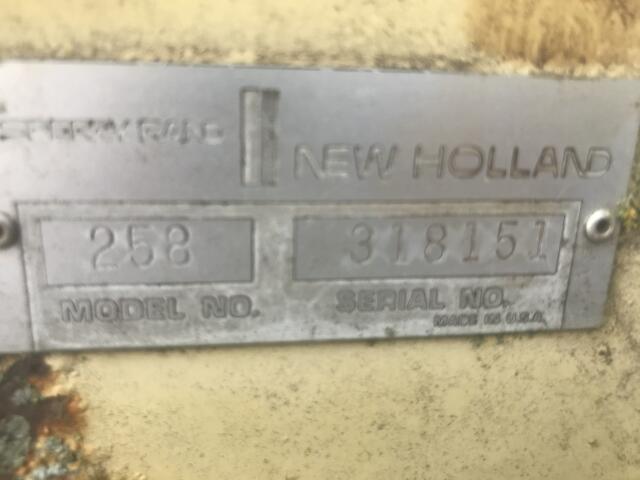 SPERRY RAND NEW HOLLAND
258 318151
MODEL NO. SERIAL NO.
MADE IN U.S.A.